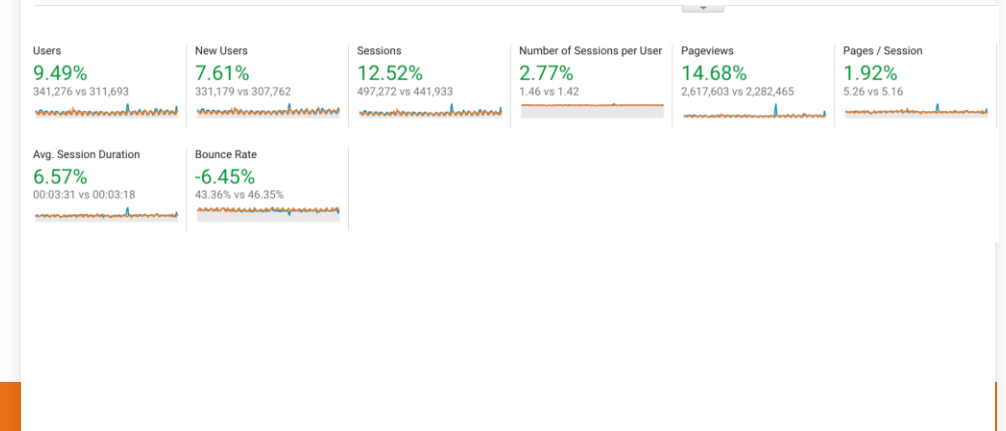 Users
9.49%
341,276 vs 311,693
New Users
7.61%
331,179 vs 307,762
Sessions
12.52%
497,272 vs 441,933
Number of Sessions per User
2.77%
1.46 vs 1.42
Pageviews
14.68%
2,617,603 vs 2,282,465
Pages / Session
1.92%
5.26 vs 5.16
Avg. Session Duration
6.57%
00:03:31 vs 00:03:18
Bounce Rate
-6.45%
43.36% vs 46.35%